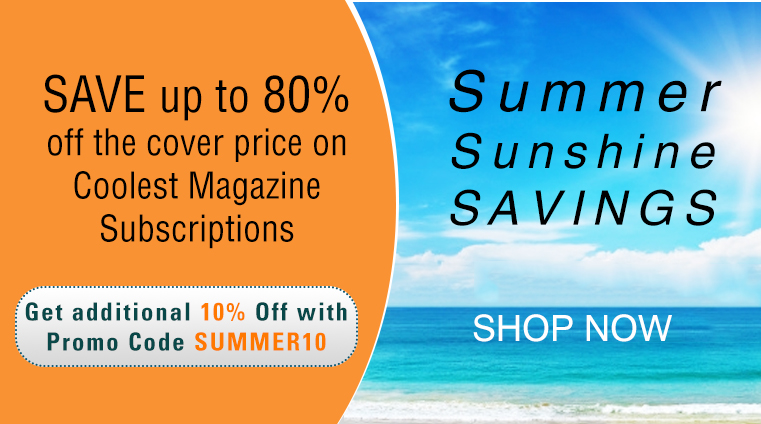 SAVE up to 80%
off the cover price on
Coolest Magazine
Subscriptions
Get additional 10% Off with
Promo Code SUMMER10
Summer
Sunshine
SAVINGS
SHOP NOW